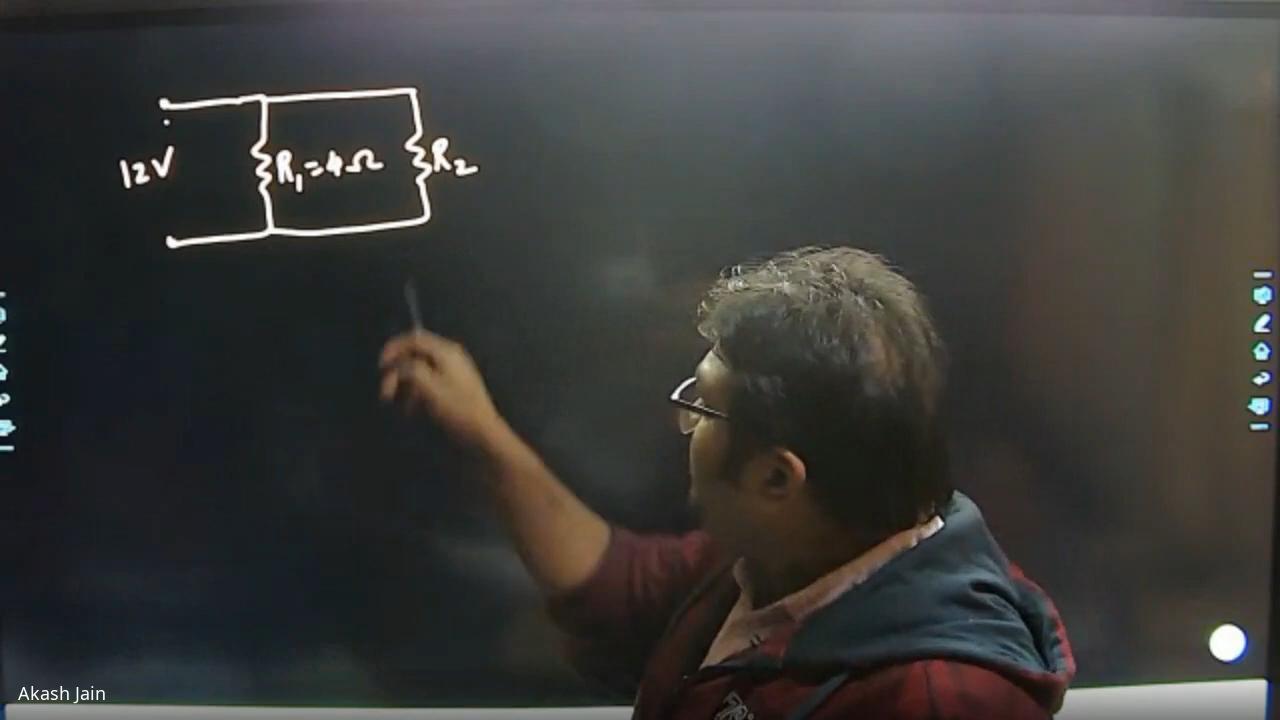 12V
R₁=4Ω
R₂
Akash Jain